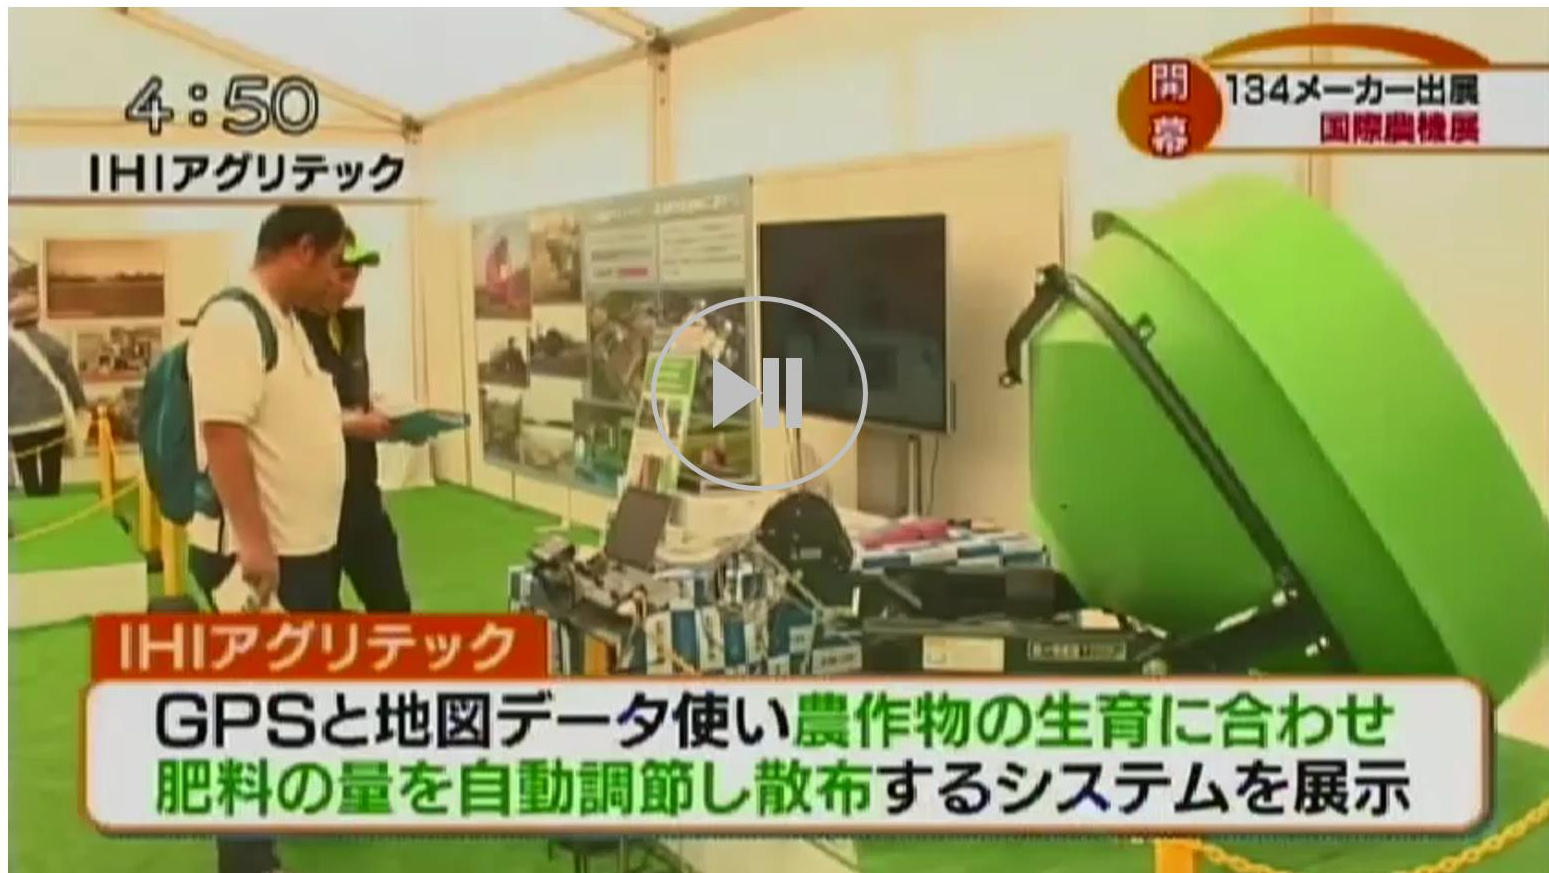 4:50
IHIアグリテック
開幕
134メーカー出展
国際農機展
IHIアグリテック
GPSと地図データ使い農作物の生育に合わせ
肥料の量を自動調節し散布するシステムを展示